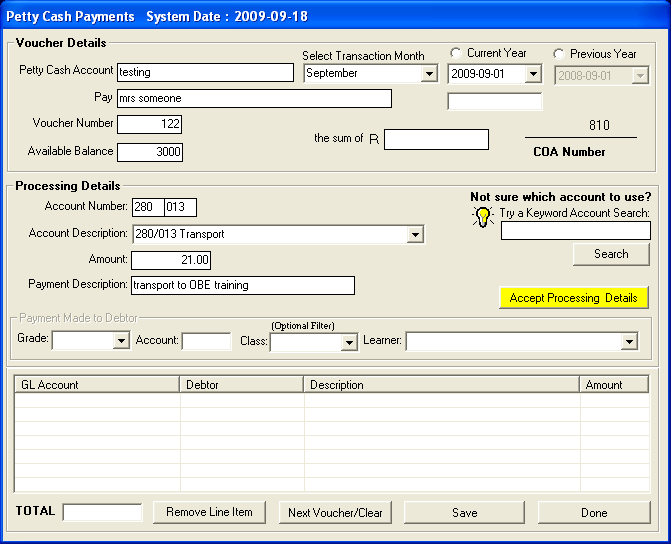 Petty Cash Payments System Date : 2009-09-18
Voucher Details
Select Transaction Month Current Year Previous Year
Petty Cash Account testing September 2009-09-01 2008-09-01
Pay mrs someone
Voucher Number 122
the sum of R 810
Available Balance 3000 COA Number
Processing Details
Not sure which account to use?
Account Number: 280 013 Try a Keyword Account Search:
Account Description: 280/013 Transport
Search
Amount: 21.00
Payment Description: transport to OBE training
Accept Processing Details
Payment Made to Debtor
(Optional Filter)
Grade: Account: Class: Learner:
GL Account Debtor Description Amount
TOTAL Remove Line Item Next Voucher/Clear Save Done